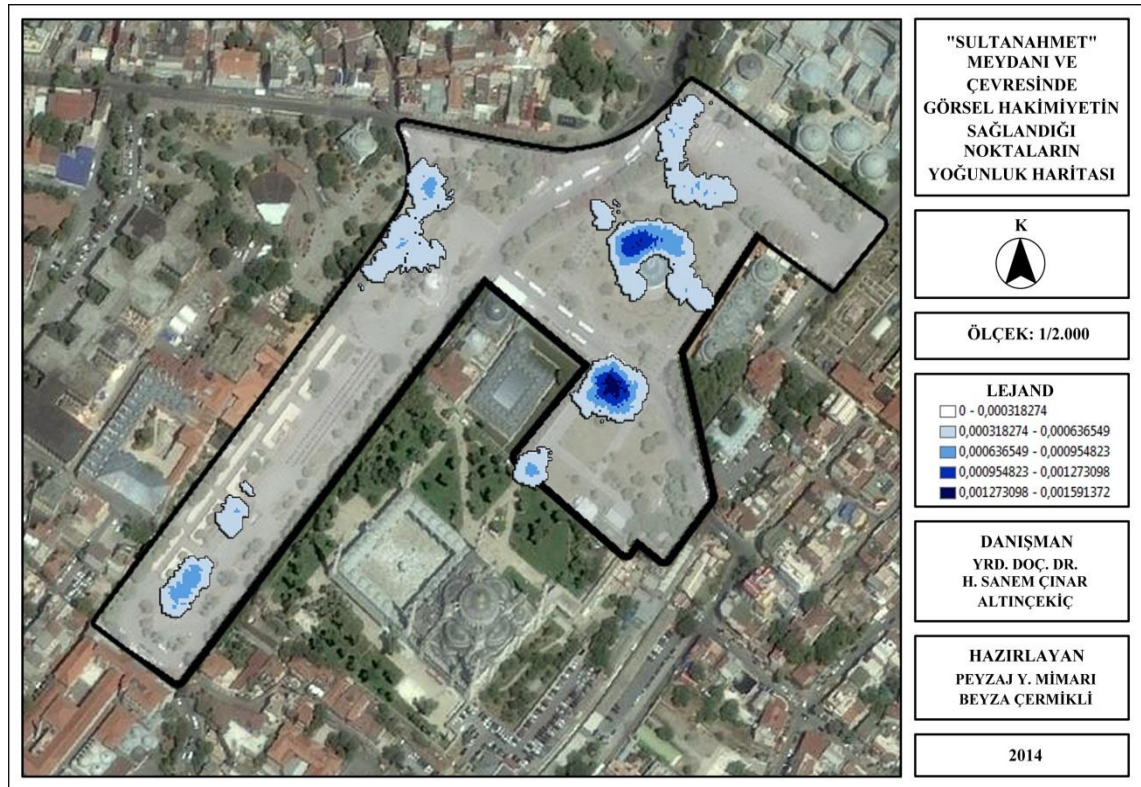 "SULTANAHMET"
MEYDANI VE
ÇEVRESİNDE
GÖRSEL HAKİMİYETİN
SAĞLANDIĞI
NOKTALARIN
YOĞUNLUK HARİTASI
K
ÖLÇEK: 1/2.000
LEJAND
0 - 0,000318274
0,000318274 - 0,000636549
0,000636549 - 0,000954823
0,000954823 - 0,001273098
0,001273098 - 0,001591372
DANIŞMAN
YRD. DOÇ. DR.
H. SANEM ÇINAR
ALTINÇEKİÇ
HAZIRLAYAN
PEYZAJ Y. MİMARI
BEYZA ÇERMİKLİ
2014